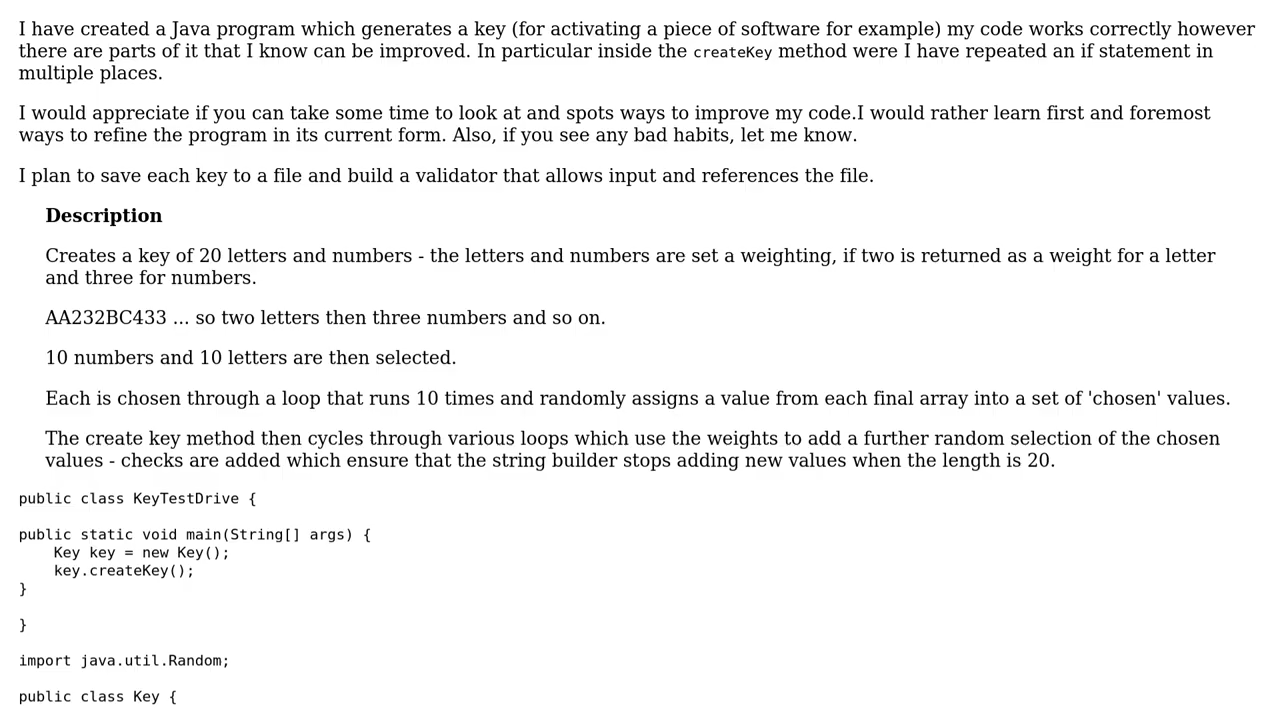 I have created a Java program which generates a key (for activating a piece of software for example) my code works correctly however
there are parts of it that I know can be improved. In particular inside the createKey method were I have repeated an if statement in
multiple places.
I would appreciate if you can take some time to look at and spots ways to improve my code.I would rather learn first and foremost
ways to refine the program in its current form. Also, if you see any bad habits, let me know.
I plan to save each key to a file and build a validator that allows input and references the file.
Description
Creates a key of 20 letters and numbers - the letters and numbers are set a weighting, if two is returned as a weight for a letter
and three for numbers.
AA232BC433 ... so two letters then three numbers and so on.
10 numbers and 10 letters are then selected.
Each is chosen through a loop that runs 10 times and randomly assigns a value from each final array into a set of 'chosen' values.
The create key method then cycles through various loops which use the weights to add a further random selection of the chosen
values - checks are added which ensure that the string builder stops adding new values when the length is 20.
public class KeyTestDrive {
public static void main(String[] args) {
    Key key = new Key();
    key.createKey();
}
}
import java.util.Random;
public class Key {